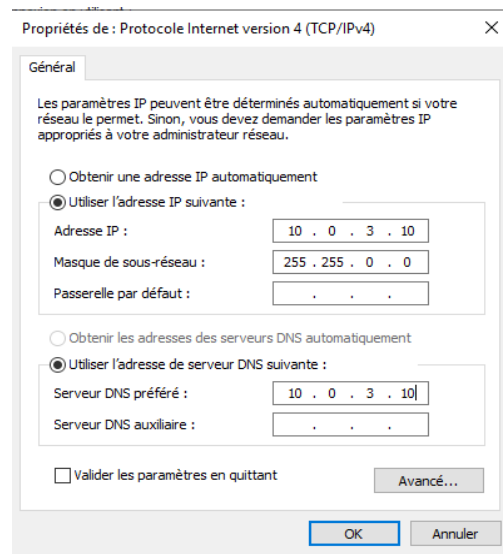 Propriétés de : Protocole Internet version 4 (TCP/IPv4)
Général
Les paramètres IP peuvent être déterminés automatiquement si votre
réseau le permet. Sinon, vous devez demander les paramètres IP
appropriés à votre administrateur réseau.
Obtenir une adresse IP automatiquement
Utiliser l'adresse IP suivante :
Adresse IP : 10 . 0 . 3 . 10
Masque de sous-réseau : 255 . 255 . 0 . 0
Passerelle par défaut : . . .
Obtenir les adresses des serveurs DNS automatiquement
Utiliser l'adresse de serveur DNS suivante :
Serveur DNS préféré : 10 . 0 . 3 . 10
Serveur DNS auxiliaire : . . .
Valider les paramètres en quittant
Avancé...
OK Annuler